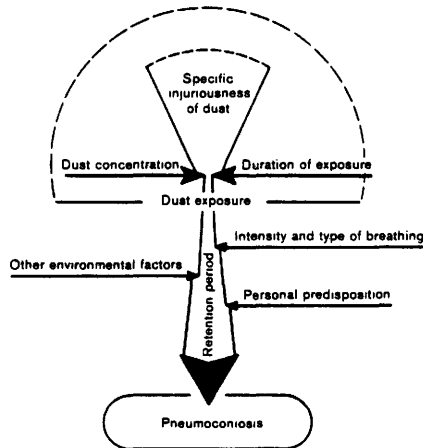 Specific
injuriousness
of dust
Dust concentration
Duration of exposure
Dust exposure
Intensity and type of breathing
Other environmental factors
Retention period
Personal predisposition
Pneumoconiosis